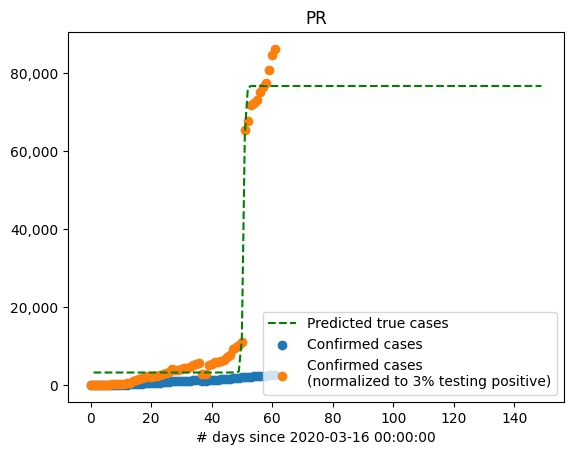 PR
80,000
60,000
40,000
20,000
0
0 20 40 60 80 100 120 140
# days since 2020-03-16 00:00:00
Predicted true cases
Confirmed cases
Confirmed cases
(normalized to 3% testing positive)